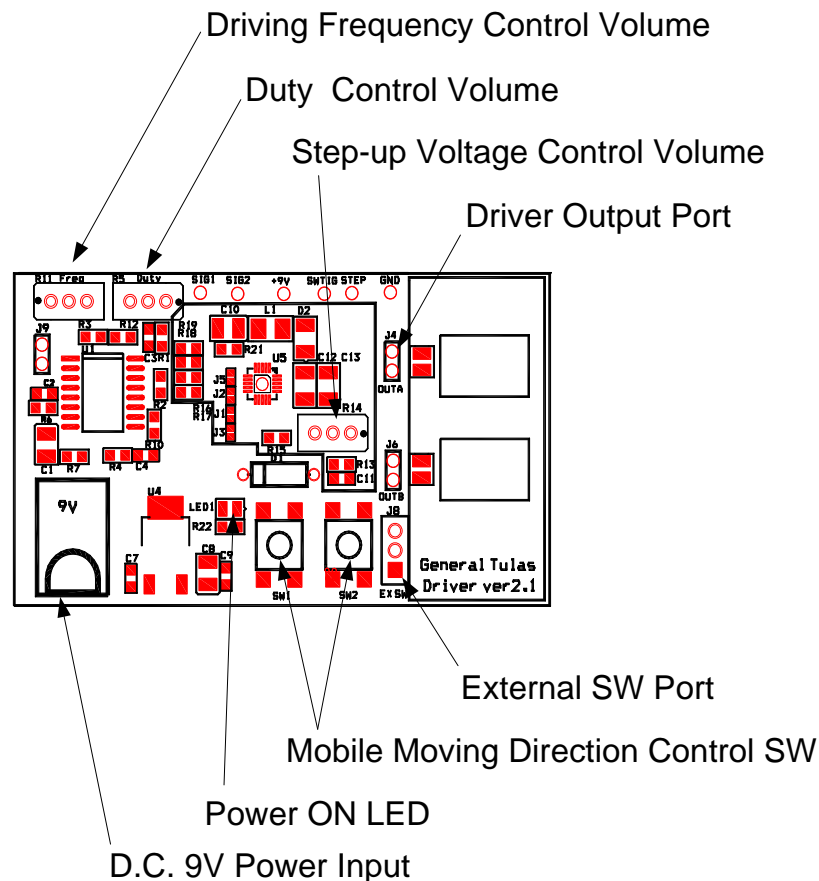 Driving Frequency Control Volume
Duty Control Volume
Step-up Voltage Control Volume
Driver Output Port
R11 Freq
R5 Duty
SIG1
SIG2
+9V
SWTIG
STEP
GND
J9
R3
R12
U1
C3
R1
R19
R18
C10
L1
D2
R21
U5
C12
C13
J4
OUTA
C2
R6
C1
R2
R10
R7
R4
C4
J5
J2
J1
J3
R16
R17
R14
R15
D1
R13
C11
J6
OUTB
9V
U4
LED1
R22
J8
C7
C8
C9
SW1
SW2
EXSW
General Tulas
Driver ver2.1
External SW Port
Mobile Moving Direction Control SW
Power ON LED
D.C. 9V Power Input